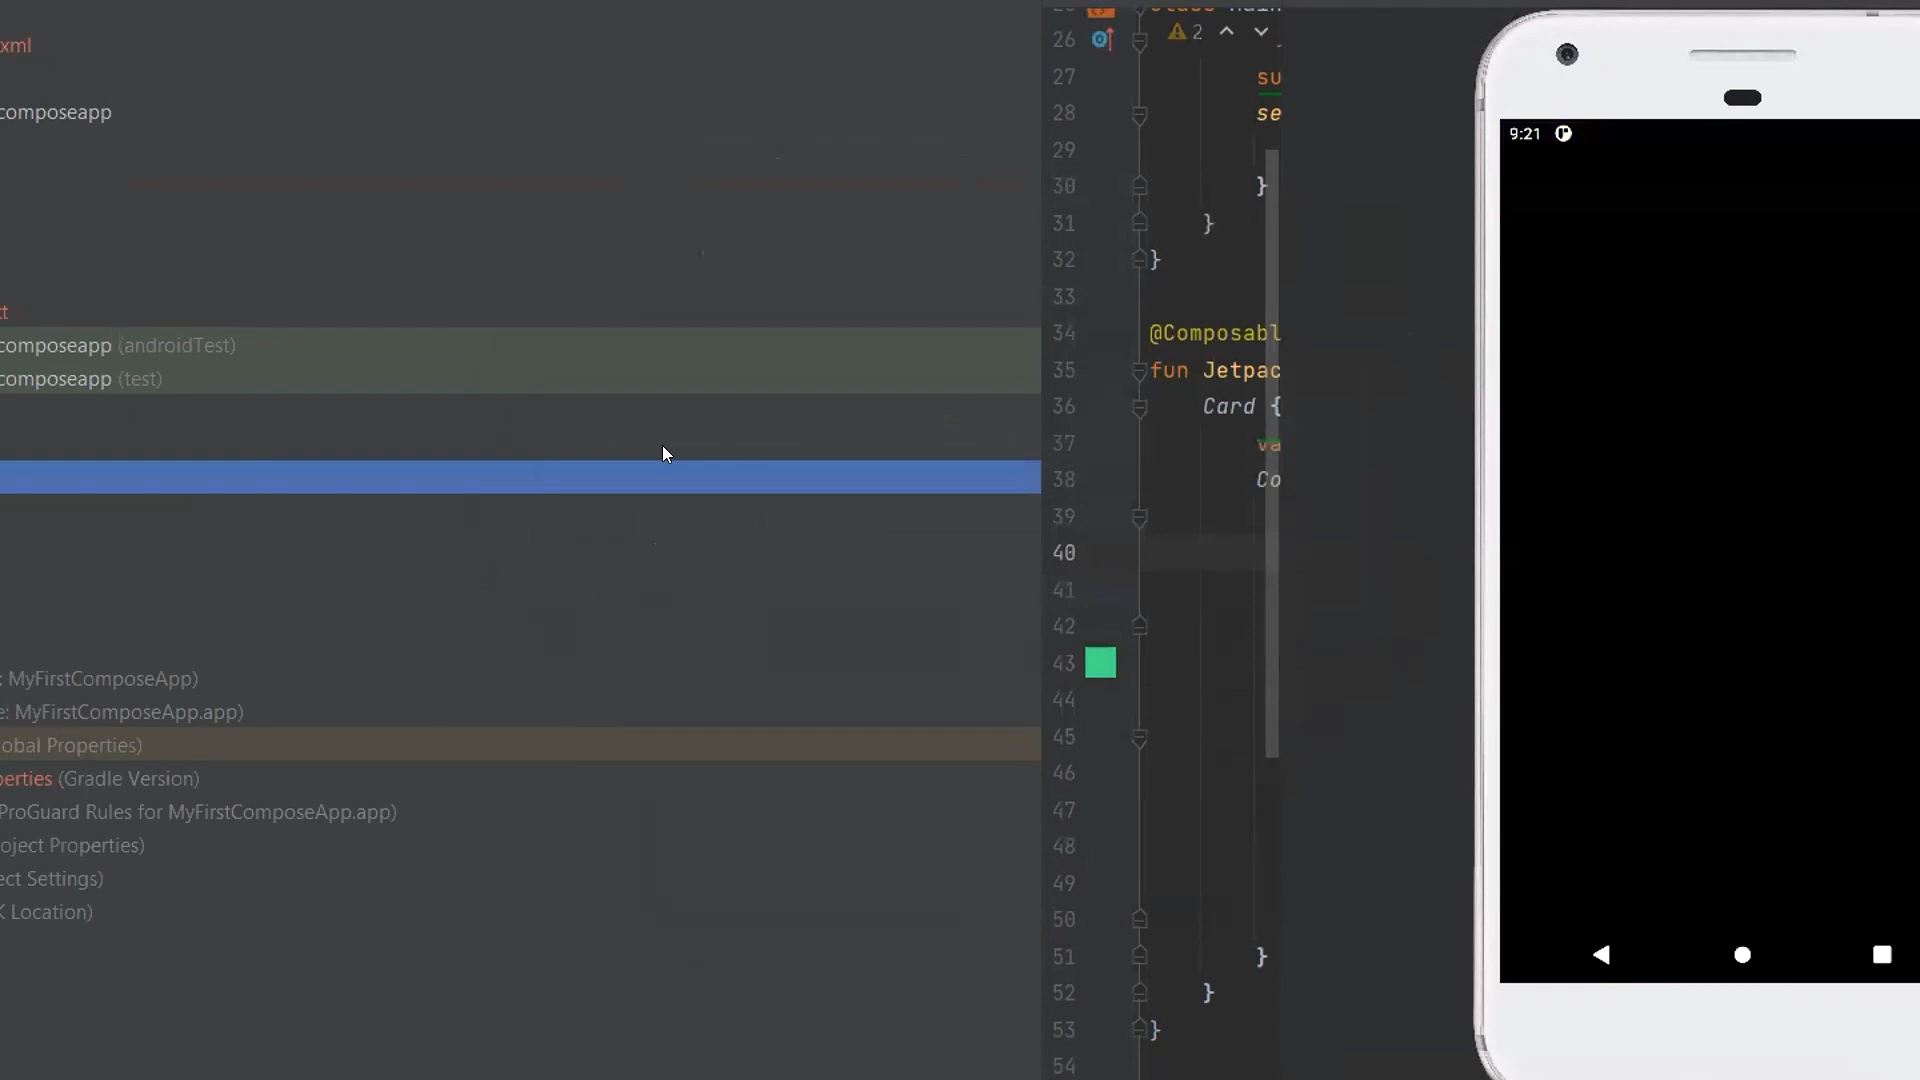 xml
composeapp
t
composeapp (androidTest)
composeapp (test)
: MyFirstComposeApp)
e: MyFirstComposeApp.app)
obal Properties)
perties (Gradle Version)
ProGuard Rules for MyFirstComposeApp.app)
oject Properties)
ect Settings)
K Location)
2
26
27 su
28 se
29
30 }
31 }
32 }
33
34 @Composabl
35 fun Jetpac
36 Card {
37 va
38 Co
39
40
41
42
43
44
45
46
47
48
49
50
51 }
52 }
53 }
54
9:21